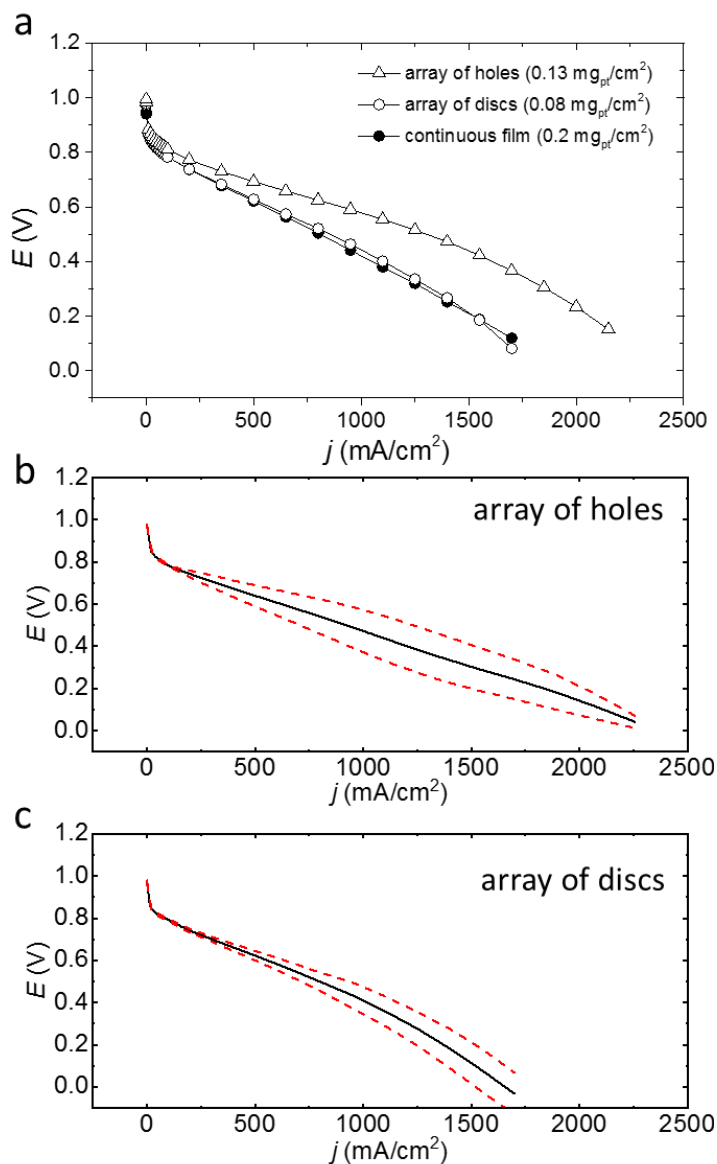 a
1.2
1.0
0.8
0.6
0.4
0.2
0.0
E (V)
array of holes (0.13 mg_pt/cm²)
array of discs (0.08 mg_pt/cm²)
continuous film (0.2 mg_pt/cm²)
0 500 1000 1500 2000 2500
j (mA/cm²)
b
1.2
1.0
0.8
0.6
0.4
0.2
0.0
E (V)
array of holes
0 500 1000 1500 2000 2500
j (mA/cm²)
c
1.2
1.0
0.8
0.6
0.4
0.2
0.0
E (V)
array of discs
0 500 1000 1500 2000 2500
j (mA/cm²)